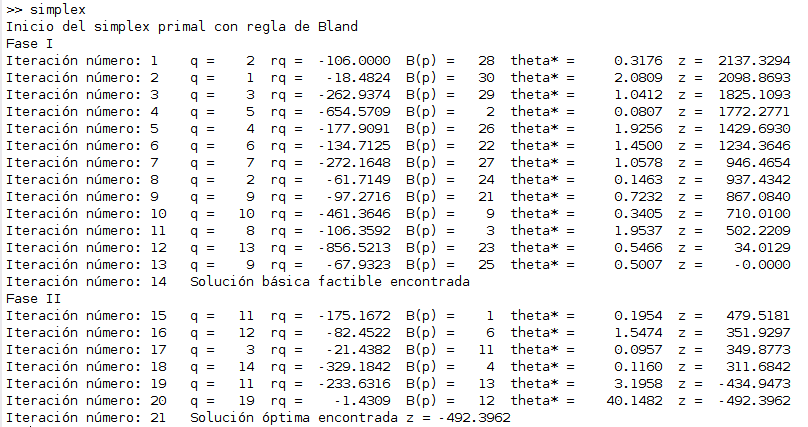 >> simplex
Inicio del simplex primal con regla de Bland
Fase I
Iteración número: 1 q = 2 rq = -106.0000 B(p) = 28 theta* = 0.3176 z = 2137.3294
Iteración número: 2 q = 1 rq = -18.4824 B(p) = 30 theta* = 2.0809 z = 2098.8693
Iteración número: 3 q = 3 rq = -262.9374 B(p) = 29 theta* = 1.0412 z = 1825.1093
Iteración número: 4 q = 5 rq = -654.5709 B(p) = 2 theta* = 0.0807 z = 1772.2771
Iteración número: 5 q = 4 rq = -177.9091 B(p) = 26 theta* = 1.9256 z = 1429.6930
Iteración número: 6 q = 6 rq = -134.7125 B(p) = 22 theta* = 1.4500 z = 1234.3646
Iteración número: 7 q = 7 rq = -272.1648 B(p) = 27 theta* = 1.0578 z = 946.4654
Iteración número: 8 q = 2 rq = -61.7149 B(p) = 24 theta* = 0.1463 z = 937.4342
Iteración número: 9 q = 9 rq = -97.2716 B(p) = 21 theta* = 0.7232 z = 867.0840
Iteración número: 10 q = 10 rq = -461.3646 B(p) = 9 theta* = 0.3405 z = 710.0100
Iteración número: 11 q = 8 rq = -106.3592 B(p) = 3 theta* = 1.9537 z = 502.2209
Iteración número: 12 q = 13 rq = -856.5213 B(p) = 23 theta* = 0.5466 z = 34.0129
Iteración número: 13 q = 9 rq = -67.9323 B(p) = 25 theta* = 0.5007 z = -0.0000
Iteración número: 14 Solución básica factible encontrada
Fase II
Iteración número: 15 q = 11 rq = -175.1672 B(p) = 1 theta* = 0.1954 z = 479.5181
Iteración número: 16 q = 12 rq = -82.4522 B(p) = 6 theta* = 1.5474 z = 351.9297
Iteración número: 17 q = 3 rq = -21.4382 B(p) = 11 theta* = 0.0957 z = 349.8773
Iteración número: 18 q = 14 rq = -329.1842 B(p) = 4 theta* = 0.1160 z = 311.6842
Iteración número: 19 q = 11 rq = -233.6316 B(p) = 13 theta* = 3.1958 z = -434.9473
Iteración número: 20 q = 19 rq = -1.4309 B(p) = 12 theta* = 40.1482 z = -492.3962
Iteración número: 21 Solución óptima encontrada z = -492.3962